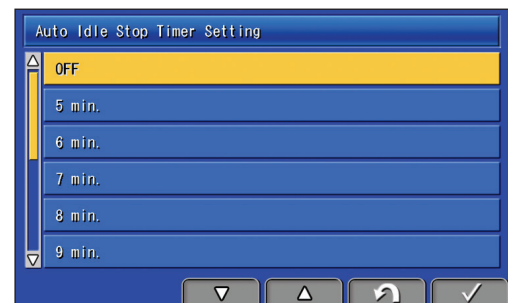 Auto Idle Stop Timer Setting
OFF
5 min.
6 min.
7 min.
8 min.
9 min.